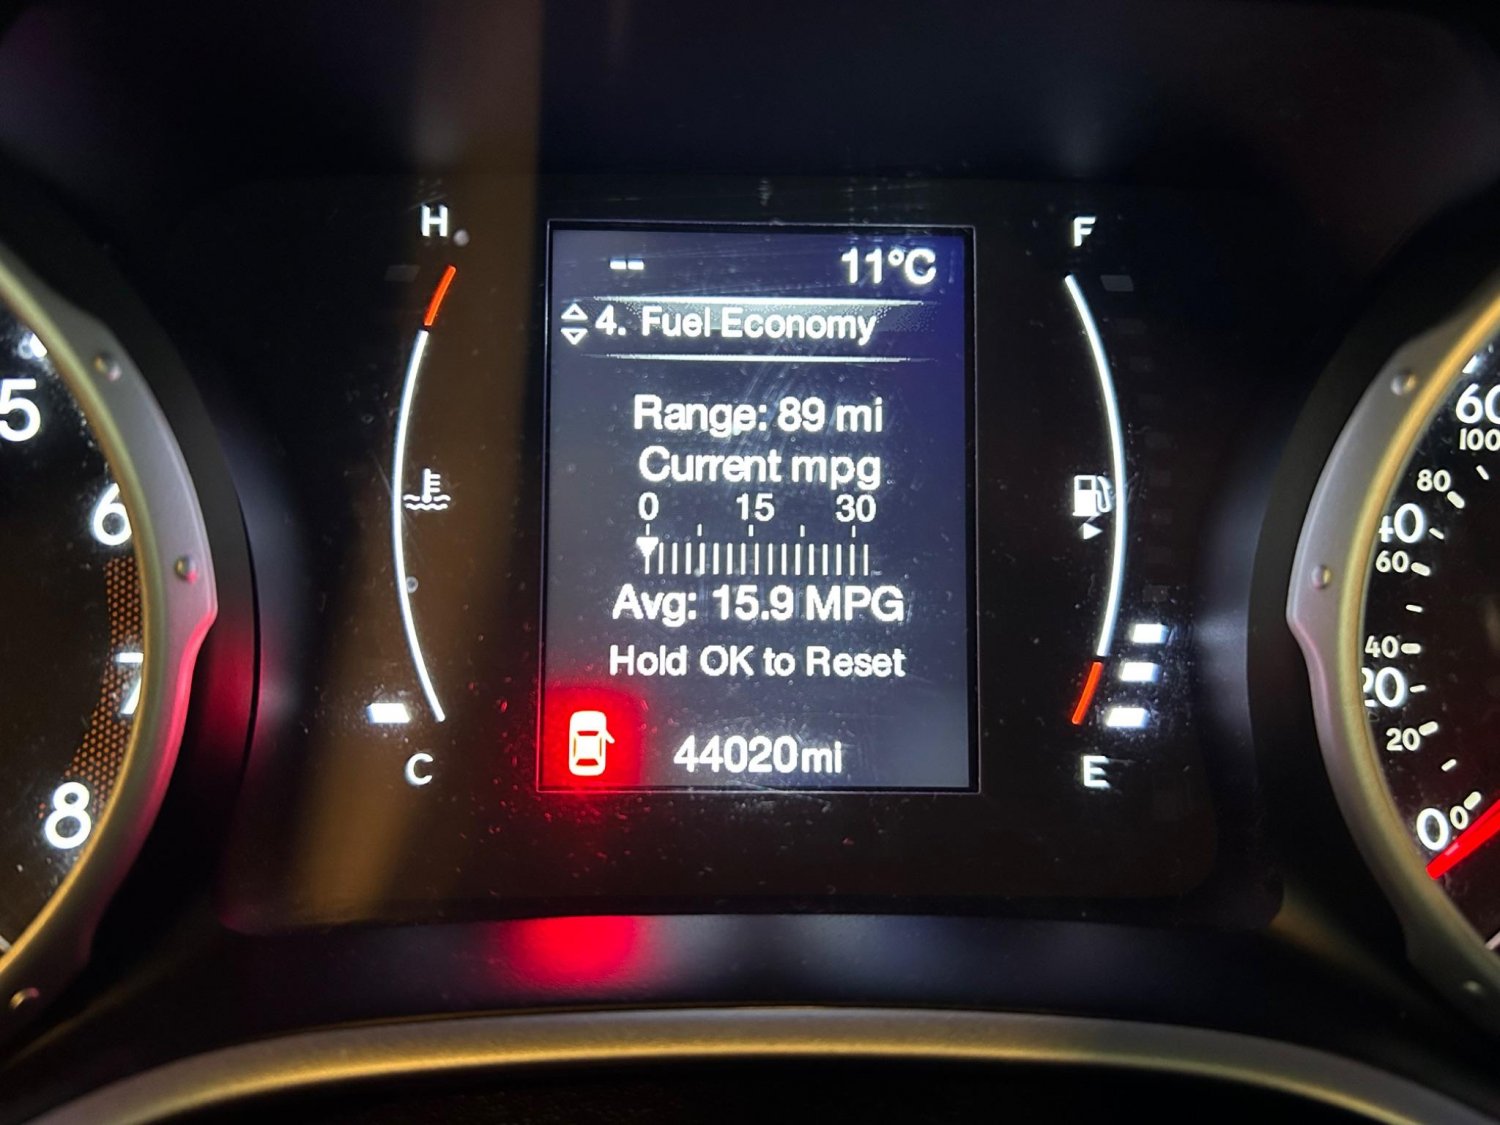 H
F
-- 11°C
4. Fuel Economy
Range: 89 mi
Current mpg
0 15 30
Avg: 15.9 MPG
Hold OK to Reset
44020mi
C
E
5
6
7
8
60
100
80
40
60
40
20
20
0
0